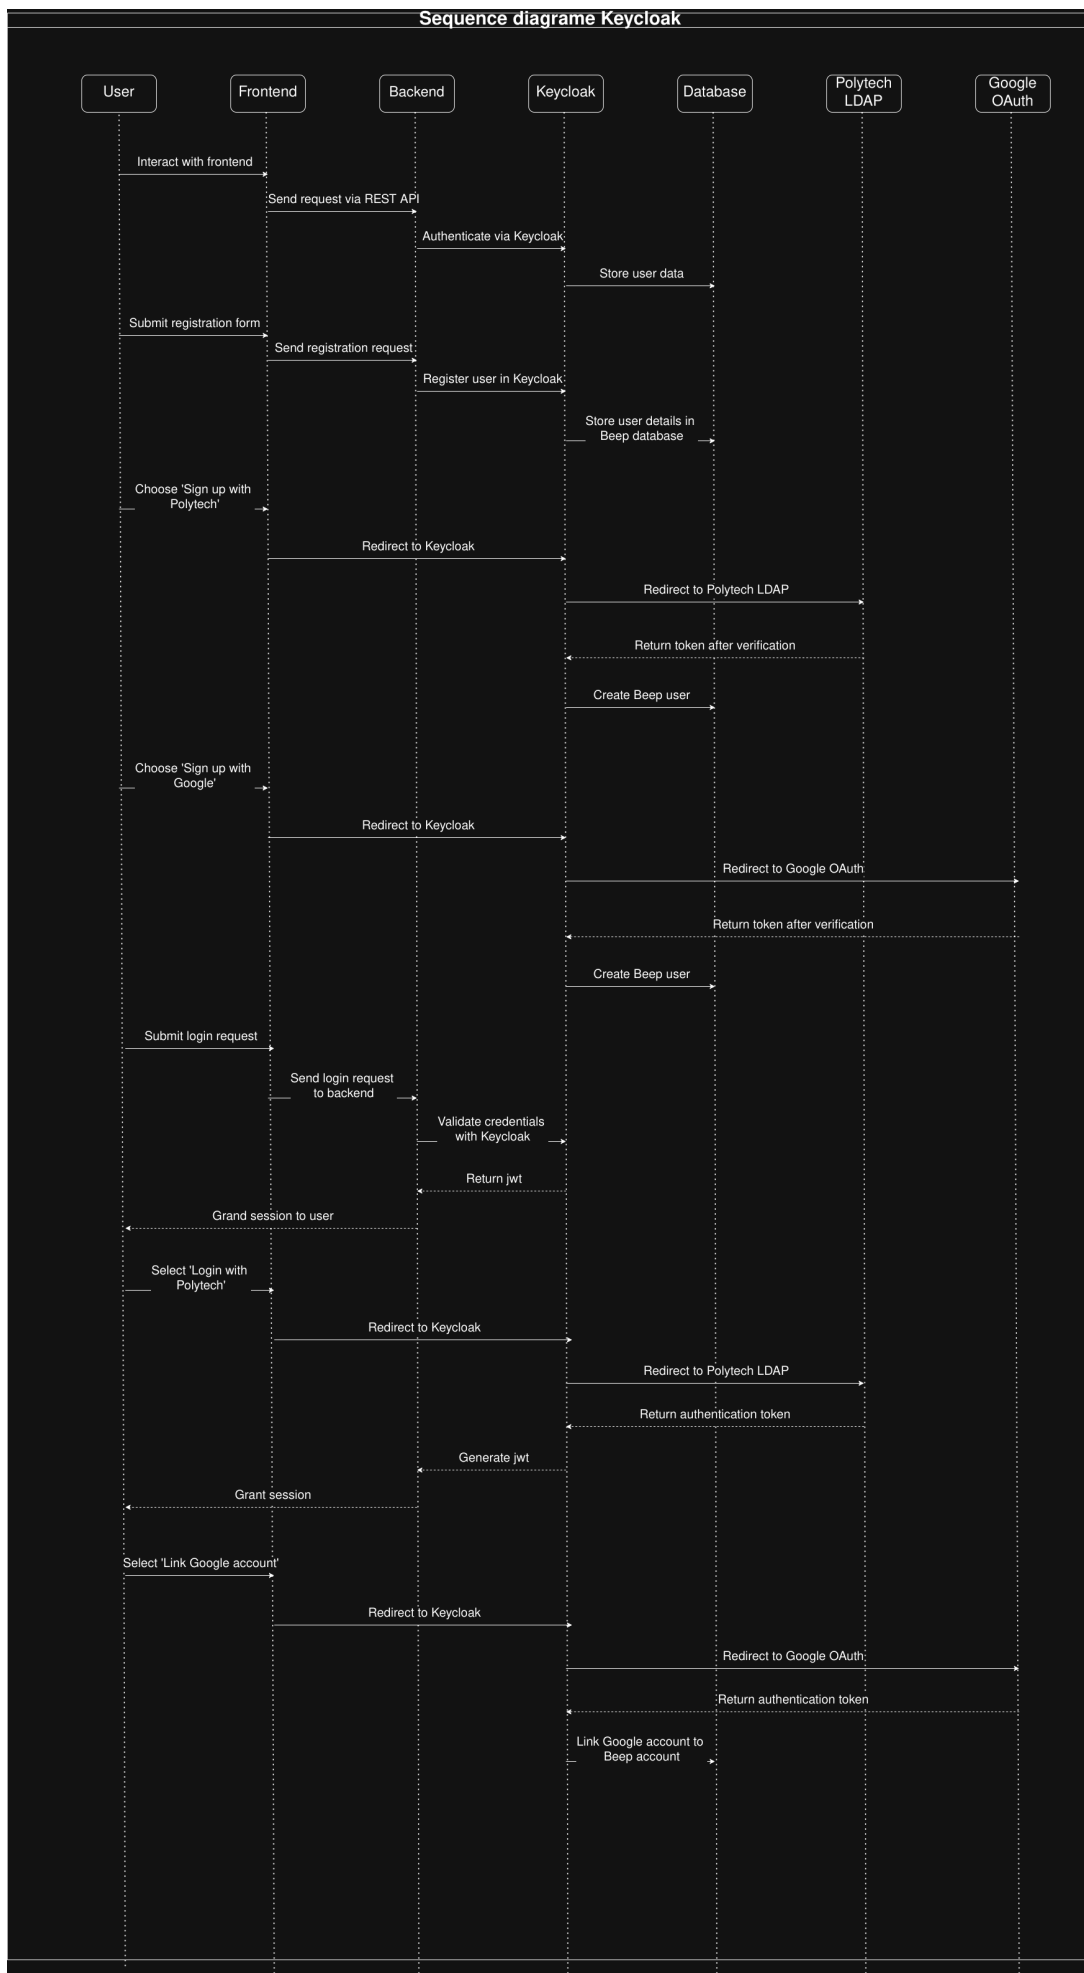 Sequence diagrame Keycloak
User
Frontend
Backend
Keycloak
Database
Polytech
LDAP
Google
OAuth
Interact with frontend
Send request via REST API
Authenticate via Keycloak
Store user data
Submit registration form
Send registration request
Register user in Keycloak
Store user details in
Beep database
Choose 'Sign up with
Polytech'
Redirect to Keycloak
Redirect to Polytech LDAP
Return token after verification
Create Beep user
Choose 'Sign up with
Google'
Redirect to Keycloak
Redirect to Google OAuth
Return token after verification
Create Beep user
Submit login request
Send login request
to backend
Validate credentials
with Keycloak
Return jwt
Grand session to user
Select 'Login with
Polytech'
Redirect to Keycloak
Redirect to Polytech LDAP
Return authentication token
Generate jwt
Grant session
Select 'Link Google account'
Redirect to Keycloak
Redirect to Google OAuth
Return authentication token
Link Google account to
Beep account